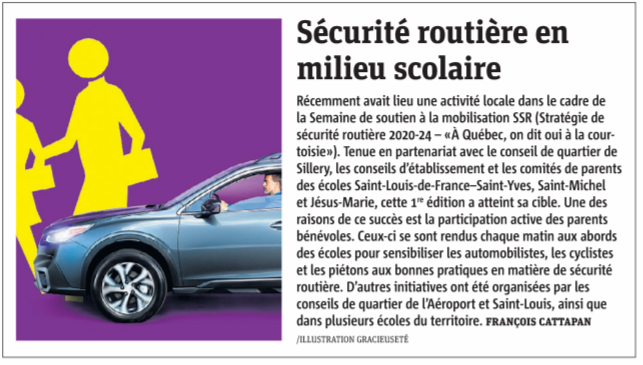 Sécurité routière en
milieu scolaire
Récemment avait lieu une activité locale dans le cadre de
la Semaine de soutien à la mobilisation SSR (Stratégie de
sécurité routière 2020-24 – «À Québec, on dit oui à la cour-
toisie»). Tenue en partenariat avec le conseil de quartier de
Sillery, les conseils d’établissement et les comités de parents
des écoles Saint-Louis-de-France–Saint-Yves, Saint-Michel
et Jésus-Marie, cette 1re édition a atteint sa cible. Une des
raisons de ce succès est la participation active des parents
bénévoles. Ceux-ci se sont rendus chaque matin aux abords
des écoles pour sensibiliser les automobilistes, les cyclistes
et les piétons aux bonnes pratiques en matière de sécurité
routière. D’autres initiatives ont été organisées par les
conseils de quartier de l’Aéroport et Saint-Louis, ainsi que
dans plusieurs écoles du territoire. FRANÇOIS CATTAPAN
/ILLUSTRATION GRACIEUSETÉ